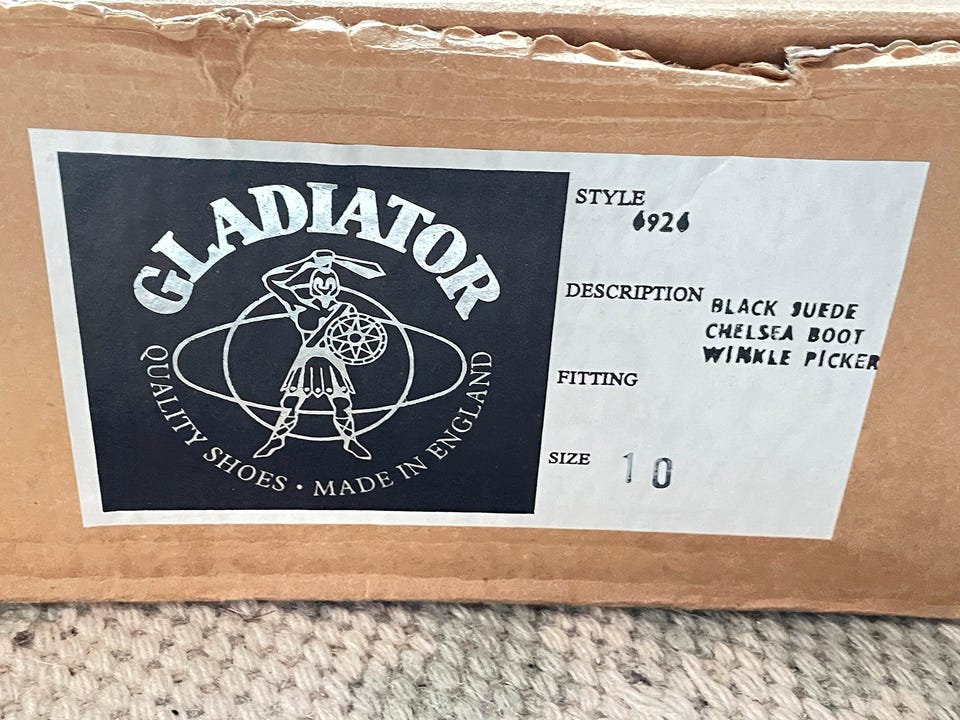 GLADIATOR
QUALITY SHOES • MADE IN ENGLAND
STYLE
6926
DESCRIPTION
BLACK SUEDE
CHELSEA BOOT
WINKLE PICKER
FITTING
SIZE 10